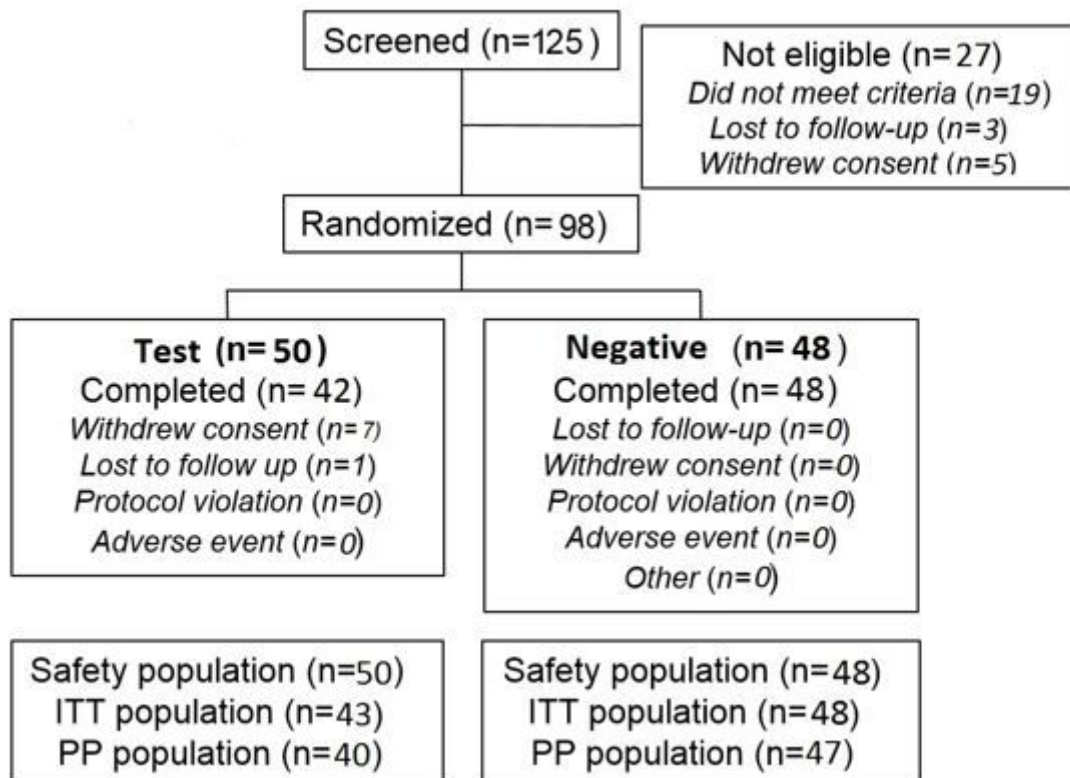 Screened (n=125)
Not eligible (n=27)
Did not meet criteria (n=19)
Lost to follow-up (n=3)
Withdrew consent (n=5)
Randomized (n=98)
Test (n=50)
Completed (n=42)
Withdrew consent (n=7)
Lost to follow up (n=1)
Protocol violation (n=0)
Adverse event (n=0)
Negative (n=48)
Completed (n=48)
Lost to follow-up (n=0)
Withdrew consent (n=0)
Protocol violation (n=0)
Adverse event (n=0)
Other (n=0)
Safety population (n=50)
ITT population (n=43)
PP population (n=40)
Safety population (n=48)
ITT population (n=48)
PP population (n=47)